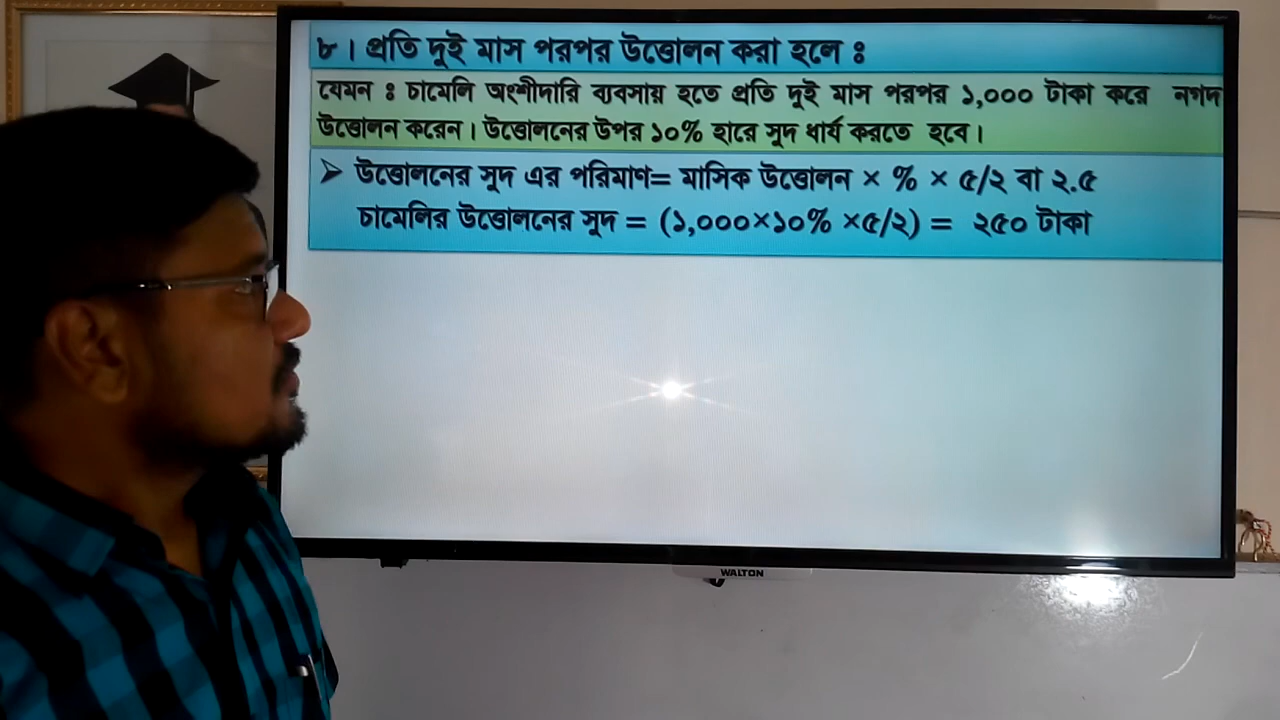 ৮। প্রতি দুই মাস পরপর উত্তোলন করা হলে ঃ
যেমন ঃ চামেলি অংশীদারি ব্যবসায় হতে প্রতি দুই মাস পরপর ১,০০০ টাকা করে নগদ
উত্তোলন করেন। উত্তোলনের উপর ১০% হারে সুদ ধার্য করতে হবে।
➢ উত্তোলনের সুদ এর পরিমাণ= মাসিক উত্তোলন × % × ৫/২ বা ২.৫
চামেলির উত্তোলনের সুদ = (১,০০০×১০% ×৫/২) = ২৫০ টাকা
WALTON